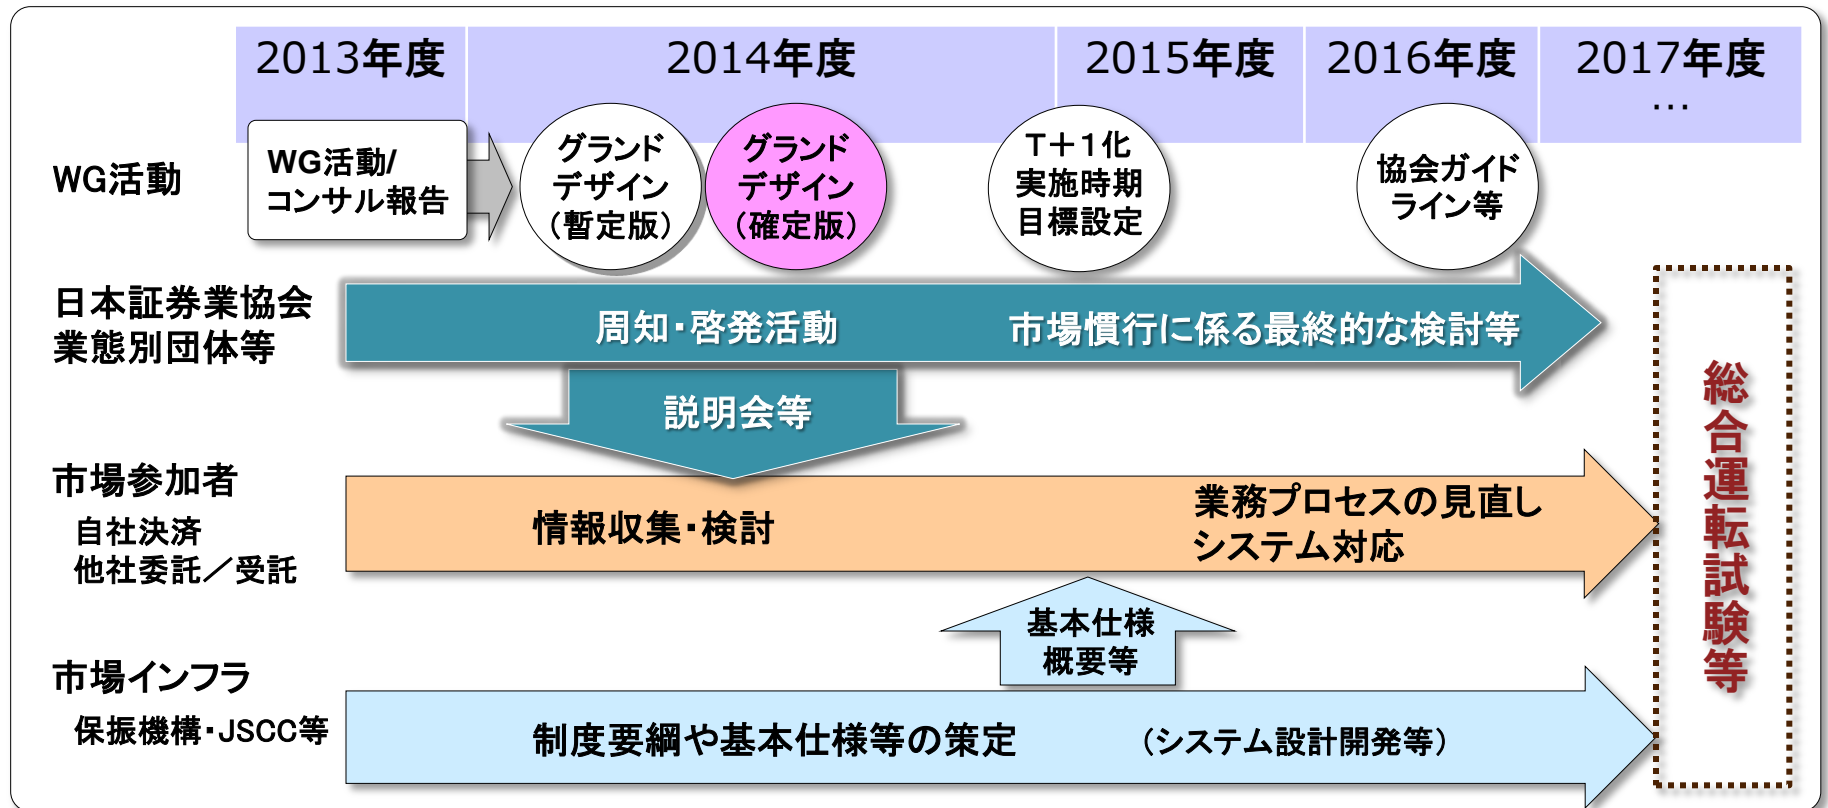 2013年度
2014年度
2015年度
2016年度
2017年度
…
WG活動
WG活動/
コンサル報告
グランド
デザイン
（暫定版）
グランド
デザイン
（確定版）
T＋1化
実施時期
目標設定
協会ガイド
ライン等
日本証券業協会
業態別団体等
周知・啓発活動
市場慣行に係る最終的な検討等
説明会等
市場参加者
自社決済
他社委託／受託
情報収集・検討
業務プロセスの見直し
システム対応
基本仕様
概要等
市場インフラ
保振機構・JSCC等
制度要綱や基本仕様等の策定
（システム設計開発等）
総合運転試験等